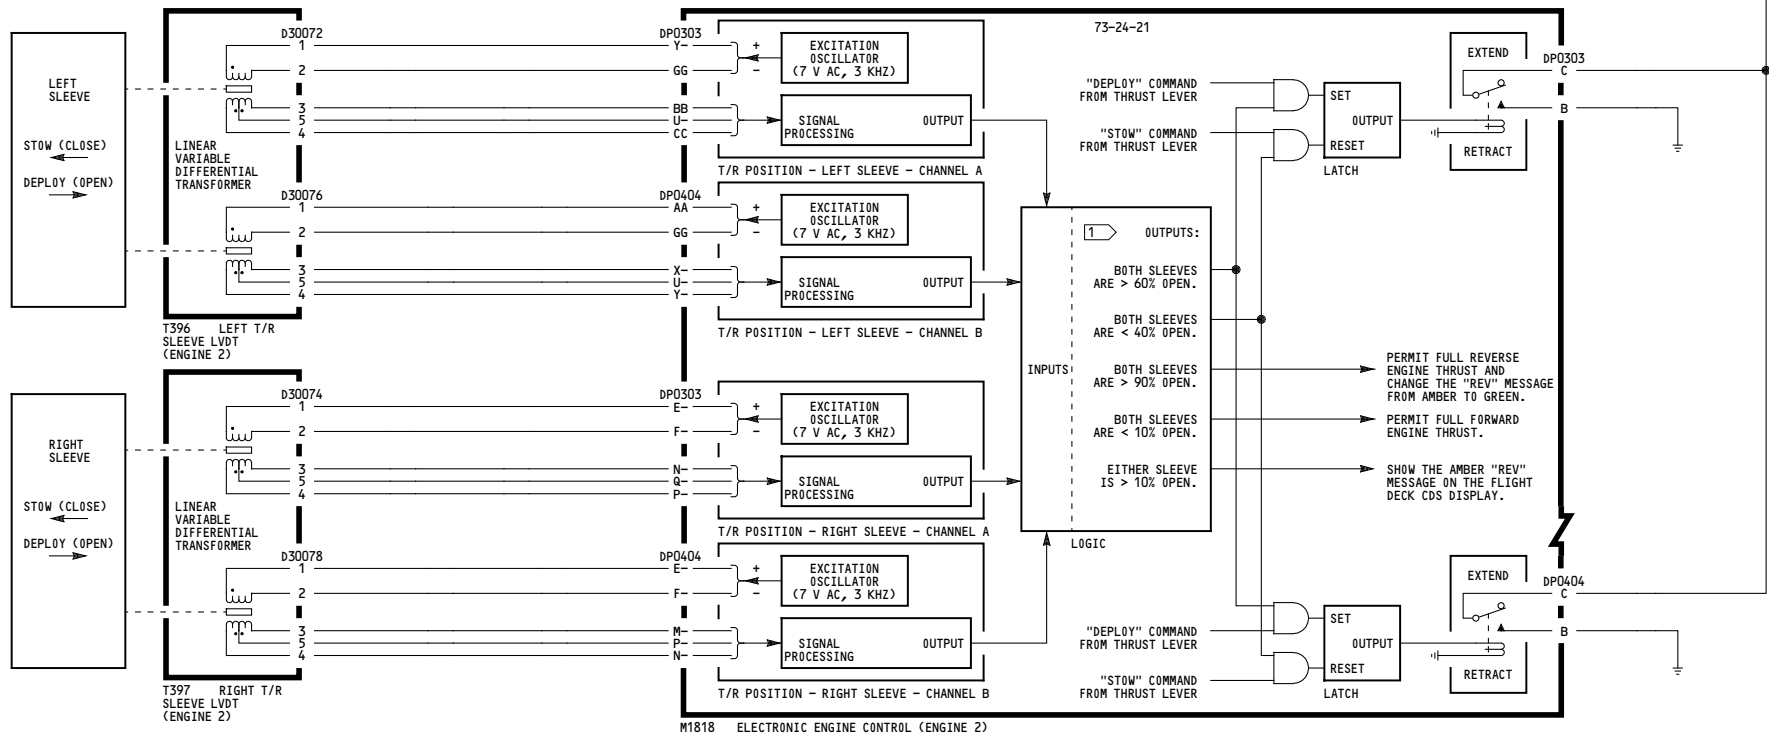 LEFT
SLEEVE
STOW (CLOSE)
DEPLOY (OPEN)
D30072
1
2
3
5
4
LINEAR
VARIABLE
DIFFERENTIAL
TRANSFORMER
D30076
1
2
3
5
4
T396 LEFT T/R
SLEEVE LVDT
(ENGINE 2)
RIGHT
SLEEVE
STOW (CLOSE)
DEPLOY (OPEN)
D30074
1
2
3
5
4
LINEAR
VARIABLE
DIFFERENTIAL
TRANSFORMER
D30078
1
2
3
5
4
T397 RIGHT T/R
SLEEVE LVDT
(ENGINE 2)
DP0303
Y-
GG
BB
U-
CC
+
-
EXCITATION
OSCILLATOR
(7 V AC, 3 KHZ)
SIGNAL
PROCESSING
OUTPUT
T/R POSITION - LEFT SLEEVE - CHANNEL A
DP0404
AA
GG
X-
U-
Y-
+
-
EXCITATION
OSCILLATOR
(7 V AC, 3 KHZ)
SIGNAL
PROCESSING
OUTPUT
T/R POSITION - LEFT SLEEVE - CHANNEL B
DP0303
E-
F-
N-
Q-
P-
+
-
EXCITATION
OSCILLATOR
(7 V AC, 3 KHZ)
SIGNAL
PROCESSING
OUTPUT
T/R POSITION - RIGHT SLEEVE - CHANNEL A
DP0404
E-
F-
M-
P-
N-
+
-
EXCITATION
OSCILLATOR
(7 V AC, 3 KHZ)
SIGNAL
PROCESSING
OUTPUT
T/R POSITION - RIGHT SLEEVE - CHANNEL B
M1818 ELECTRONIC ENGINE CONTROL (ENGINE 2)
73-24-21
"DEPLOY" COMMAND
FROM THRUST LEVER
"STOW" COMMAND
FROM THRUST LEVER
SET
OUTPUT
RESET
LATCH
EXTEND
RETRACT
DP0303
C
B
INPUTS
1
OUTPUTS:
BOTH SLEEVES
ARE > 60% OPEN.
BOTH SLEEVES
ARE < 40% OPEN.
BOTH SLEEVES
ARE > 90% OPEN.
BOTH SLEEVES
ARE < 10% OPEN.
EITHER SLEEVE
IS > 10% OPEN.
LOGIC
PERMIT FULL REVERSE
ENGINE THRUST AND
CHANGE THE "REV" MESSAGE
FROM AMBER TO GREEN.
PERMIT FULL FORWARD
ENGINE THRUST.
SHOW THE AMBER "REV"
MESSAGE ON THE FLIGHT
DECK CDS DISPLAY.
"DEPLOY" COMMAND
FROM THRUST LEVER
"STOW" COMMAND
FROM THRUST LEVER
SET
OUTPUT
RESET
LATCH
EXTEND
RETRACT
DP0404
C
B